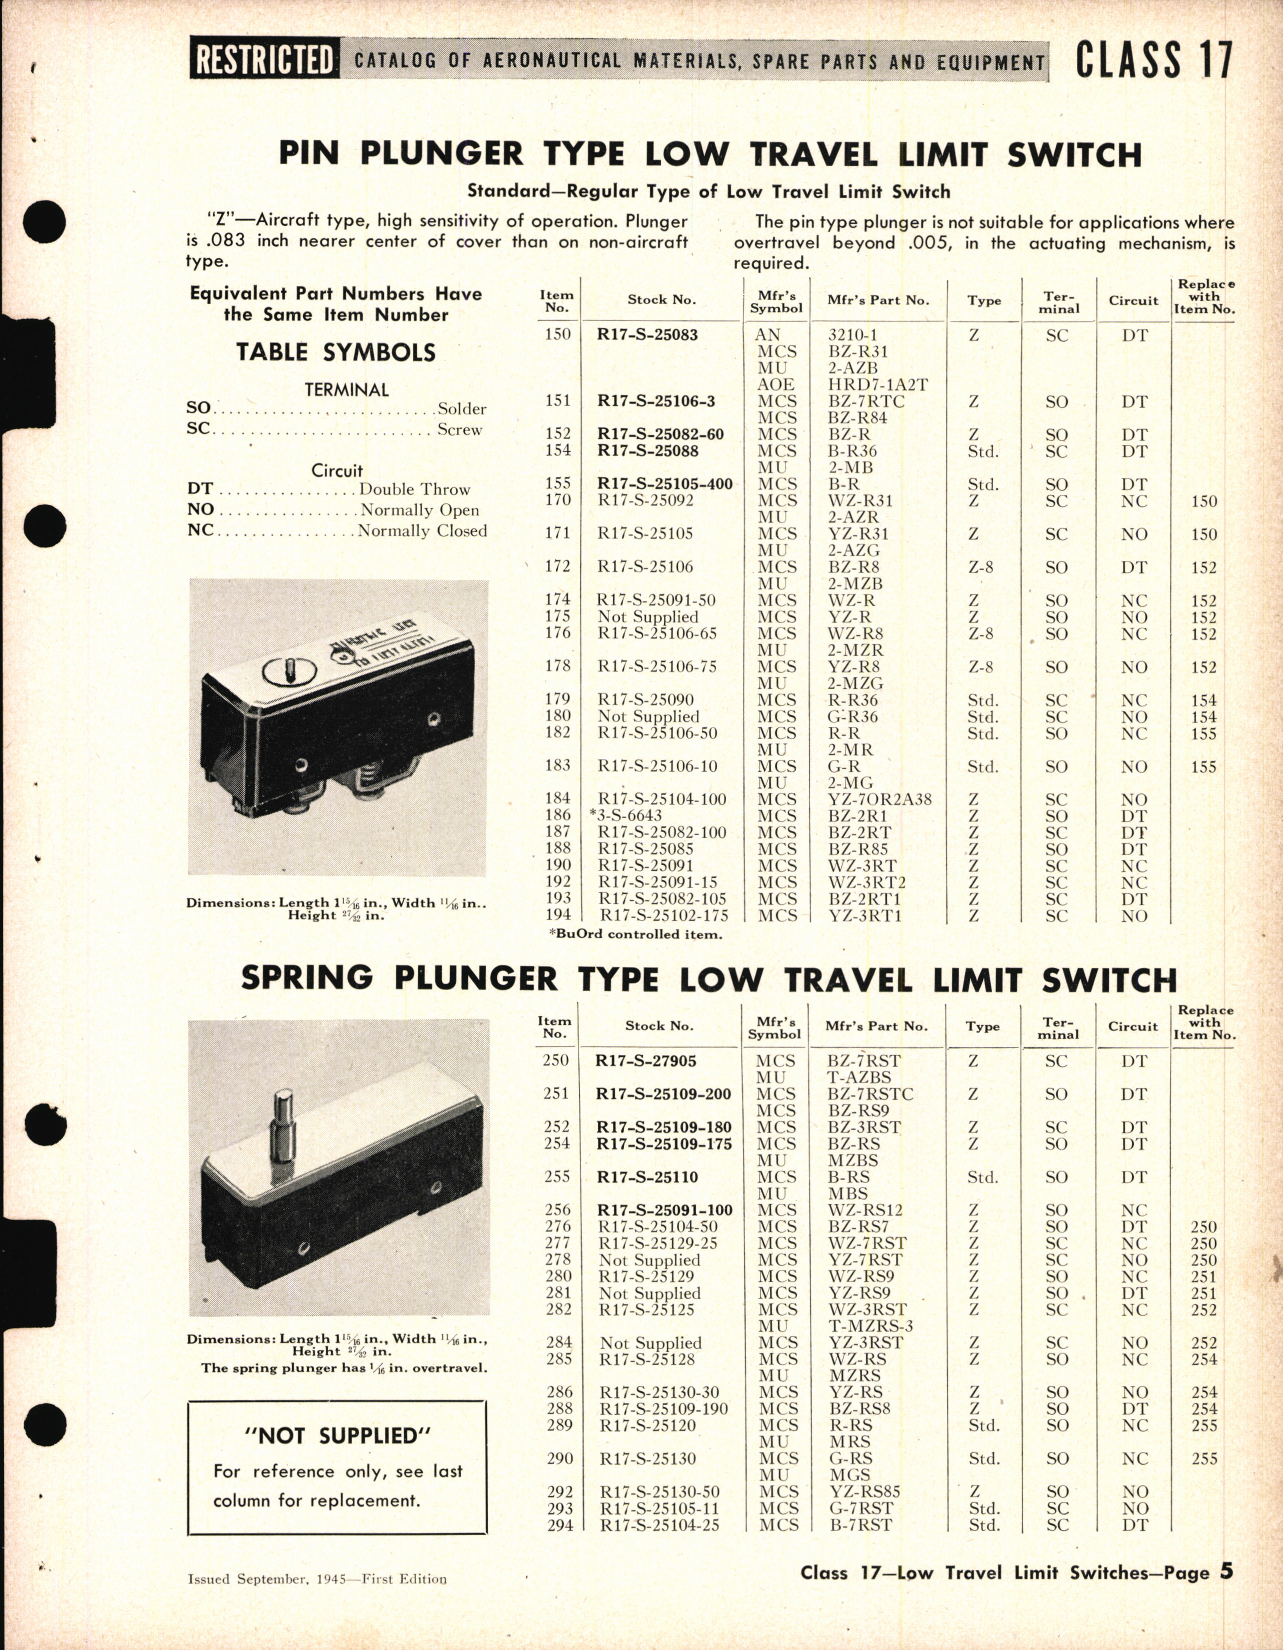 RESTRICTED CATALOG OF AERONAUTICAL MATERIALS, SPARE PARTS AND EQUIPMENT CLASS 17
PIN PLUNGER TYPE LOW TRAVEL LIMIT SWITCH
Standard—Regular Type of Low Travel Limit Switch
"Z"—Aircraft type, high sensitivity of operation. Plunger
is .083 inch nearer center of cover than on non-aircraft
type.
The pin type plunger is not suitable for applications where
overtravel beyond .005, in the actuating mechanism, is
required.
Equivalent Part Numbers Have
the Same Item Number
TABLE SYMBOLS
TERMINAL
SO..........................Solder
SC..........................Screw
Circuit
DT ................Double Throw
NO ................Normally Open
NC................Normally Closed
Dimensions: Length 1 15/16 in., Width 11/16 in..
Height 27/32 in.
Item No. Stock No. Mfr's Symbol Mfr's Part No. Type Ter-minal Circuit Replace with Item No.
150 R17-S-25083 AN 3210-1 Z SC DT
MCS BZ-R31
MU 2-AZB
AOE HRD7-1A2T
151 R17-S-25106-3 MCS BZ-7RTC Z SO DT
MCS BZ-R84
152 R17-S-25082-60 MCS BZ-R Z SO DT
154 R17-S-25088 MCS B-R36 Std. SC DT
MU 2-MB
155 R17-S-25105-400 MCS B-R Std. SO DT
170 R17-S-25092 MCS WZ-R31 Z SC NC 150
MU 2-AZR
171 R17-S-25105 MCS YZ-R31 Z SC NO 150
MU 2-AZG
172 R17-S-25106 MCS BZ-R8 Z-8 SO DT 152
MU 2-MZB
174 R17-S-25091-50 MCS WZ-R Z SO NC 152
175 Not Supplied MCS YZ-R Z SO NO 152
176 R17-S-25106-65 MCS WZ-R8 Z-8 SO NC 152
MU 2-MZR
178 R17-S-25106-75 MCS YZ-R8 Z-8 SO NO 152
MU 2-MZG
179 R17-S-25090 MCS R-R36 Std. SC NC 154
180 Not Supplied MCS G-R36 Std. SC NO 154
182 R17-S-25106-50 MCS R-R Std. SO NC 155
MU 2-MR
183 R17-S-25106-10 MCS G-R Std. SO NO 155
MU 2-MG
184 R17-S-25104-100 MCS YZ-7OR2A38 Z SC NO
186 *3-S-6643 MCS BZ-2R1 Z SO DT
187 R17-S-25082-100 MCS BZ-2RT Z SC DT
188 R17-S-25085 MCS BZ-R85 Z SO DT
190 R17-S-25091 MCS WZ-3RT Z SC NC
192 R17-S-25091-15 MCS WZ-3RT2 Z SC NC
193 R17-S-25082-105 MCS BZ-2RT1 Z SC DT
194 R17-S-25102-175 MCS YZ-3RT1 Z SC NO
*BuOrd controlled item.
SPRING PLUNGER TYPE LOW TRAVEL LIMIT SWITCH
Dimensions: Length 1 15/16 in., Width 11/16 in.,
Height 27/32 in.
The spring plunger has 1/16 in. overtravel.
"NOT SUPPLIED"
For reference only, see last
column for replacement.
Item No. Stock No. Mfr's Symbol Mfr's Part No. Type Ter-minal Circuit Replace with Item No.
250 R17-S-27905 MCS BZ-7RST Z SC DT
MU T-AZBS
251 R17-S-25109-200 MCS BZ-7RSTC Z SO DT
MCS BZ-RS9
252 R17-S-25109-180 MCS BZ-3RST Z SC DT
254 R17-S-25109-175 MCS BZ-RS Z SO DT
MU MZBS
255 R17-S-25110 MCS B-RS Std. SO DT
MU MBS
256 R17-S-25091-100 MCS WZ-RS12 Z SO NC
276 R17-S-25104-50 MCS BZ-RS7 Z SO DT 250
277 R17-S-25129-25 MCS WZ-7RST Z SC NC 250
278 Not Supplied MCS YZ-7RST Z SC NO 250
280 R17-S-25129 MCS WZ-RS9 Z SO NC 251
281 Not Supplied MCS YZ-RS9 Z SO DT 251
282 R17-S-25125 MCS WZ-3RST Z SC NC 252
MU T-MZRS-3
284 Not Supplied MCS YZ-3RST Z SC NO 252
285 R17-S-25128 MCS WZ-RS Z SO NC 254
MU MZRS
286 R17-S-25130-30 MCS YZ-RS Z SO NO 254
288 R17-S-25109-190 MCS BZ-RS8 Z SO DT 254
289 R17-S-25120 MCS R-RS Std. SO NC 255
MU MRS
290 R17-S-25130 MCS G-RS Std. SO NC 255
MU MGS
292 R17-S-25130-50 MCS YZ-RS85 Z SO NO
293 R17-S-25105-11 MCS G-7RST Std. SC NO
294 R17-S-25104-25 MCS B-7RST Std. SC DT
Issued September, 1945—First Edition
Class 17—Low Travel Limit Switches—Page 5